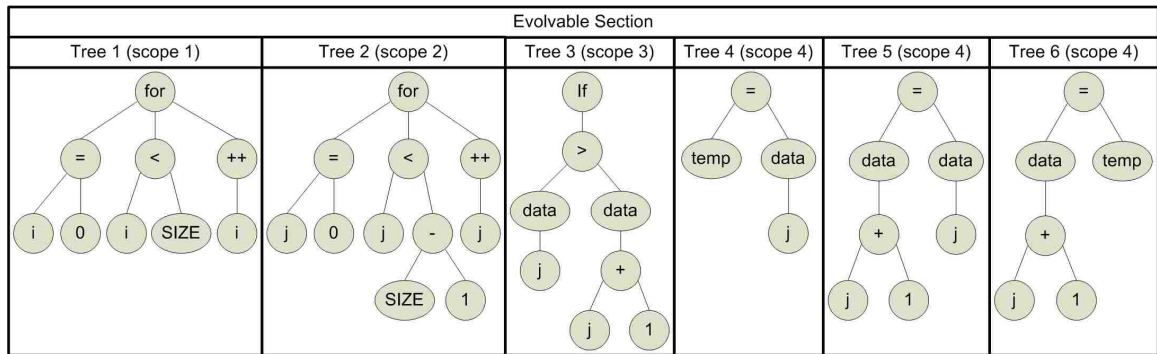 Evolvable Section
Tree 1 (scope 1)
Tree 2 (scope 2)
Tree 3 (scope 3)
Tree 4 (scope 4)
Tree 5 (scope 4)
Tree 6 (scope 4)
for
= < ++
i 0 i SIZE i
for
= < ++
j 0 j - j
SIZE 1
If
>
data data
j +
j 1
=
temp data
j
=
data data
+ j
j 1
=
data temp
+
j 1